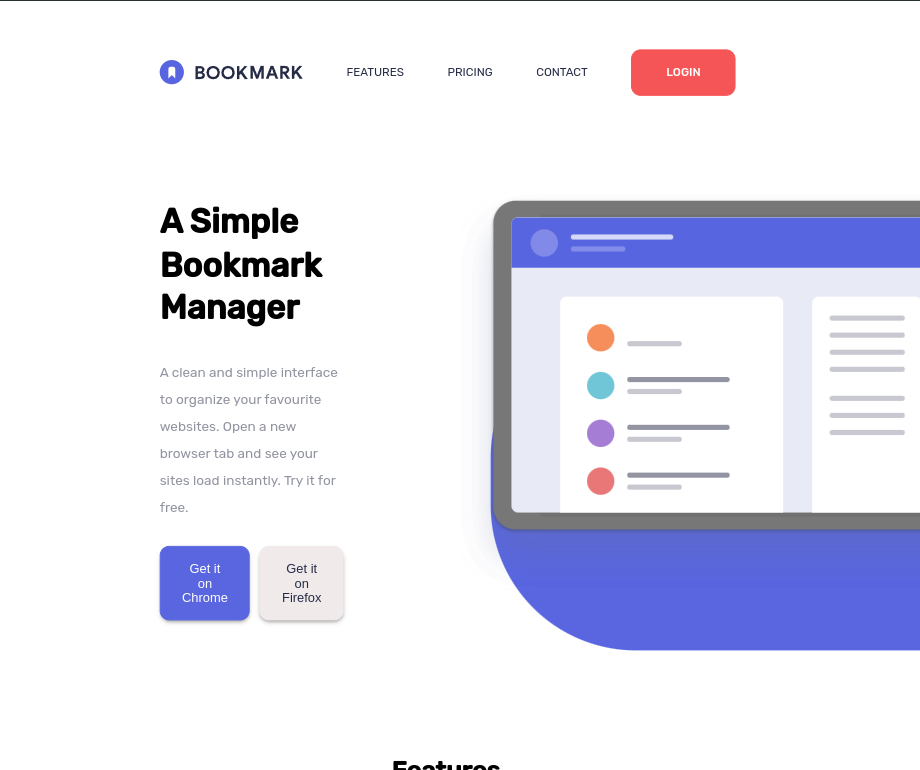 BOOKMARK FEATURES PRICING CONTACT LOGIN
A Simple
Bookmark
Manager
A clean and simple interface
to organize your favourite
websites. Open a new
browser tab and see your
sites load instantly. Try it for
free.
Get it
on
Chrome
Get it
on
Firefox
Features